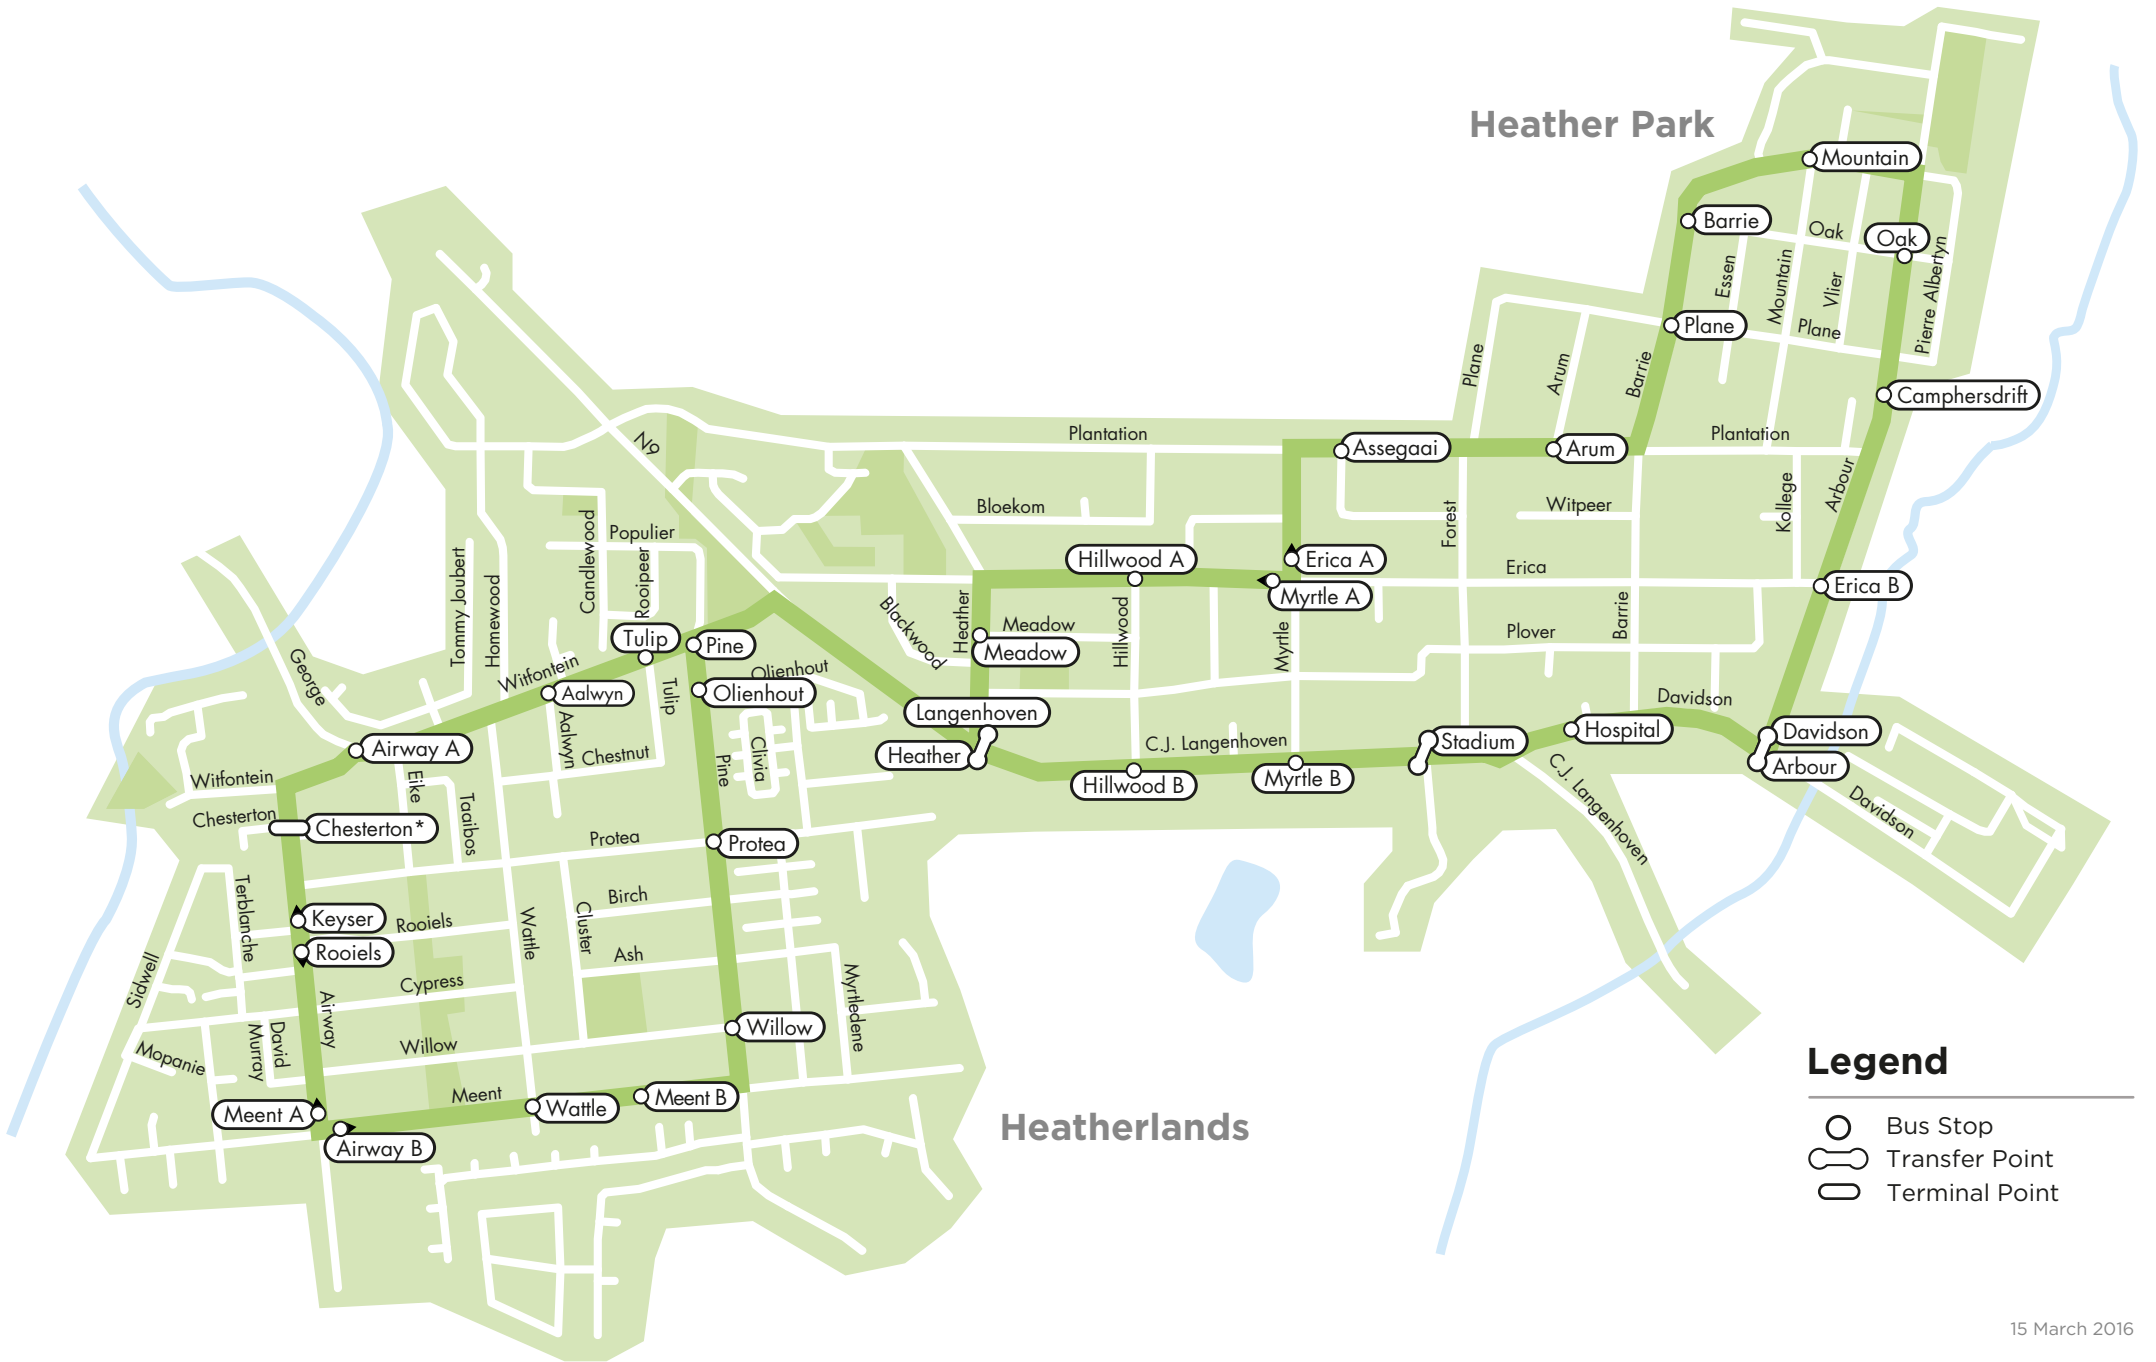 Heather Park
Mountain
Barrie
Oak
Oak
Essen
Mountain
Vlier
Pierre Albertyn
Plane
Plane
Plane
Arum
Barrie
Camphersdrift
N9
Plantation
Assegaai
Arum
Plantation
Bloekom
Forest
Witpeer
Kollege
Arbour
Candlewood
Populier
Rooipeer
Tommy Joubert
Homewood
Hillwood A
Erica A
Myrtle A
Erica
Erica B
Blackwood
Heather
Meadow
Meadow
Hillwood
Myrtle
Plover
Barrie
Tulip
Pine
George
Witfontein
Aalwyn
Olienhout
Olienhout
Tulip
Langenhoven
Heather
Davidson
Hospital
Stadium
Davidson
Arbour
C.J. Langenhoven
Hillwood B
Myrtle B
C.J. Langenhoven
Davidson
Airway A
Aalwyn
Chestnut
Pine
Clivia
Witfontein
Eike
Taaibos
Chesterton
Chesterton*
Protea
Protea
Terblanche
Keyser
Rooiels
Rooiels
Wattle
Cluster
Birch
Ash
Sidwell
Cypress
Airway
Myrtledene
Mopanie
Murray
David
Willow
Willow
Meent A
Meent
Wattle
Meent B
Airway B
Heatherlands
Legend
Bus Stop
Transfer Point
Terminal Point
15 March 2016